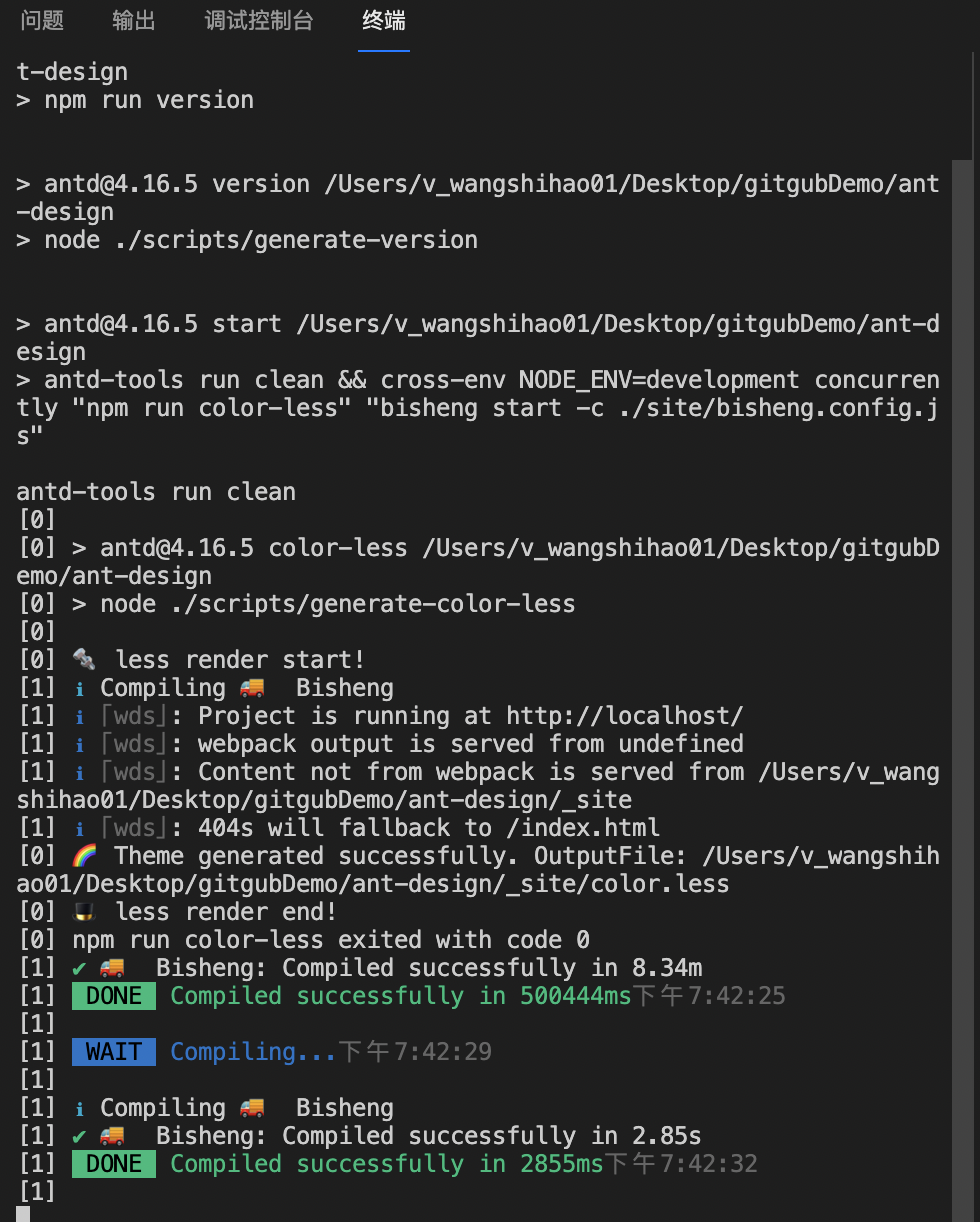 问题 输出 调试控制台 终端
t-design
> npm run version
> antd@4.16.5 version /Users/v_wangshihao01/Desktop/gitgubDemo/ant
-design
> node ./scripts/generate-version
> antd@4.16.5 start /Users/v_wangshihao01/Desktop/gitgubDemo/ant-d
esign
> antd-tools run clean && cross-env NODE_ENV=development concurren
tly "npm run color-less" "bisheng start -c ./site/bisheng.config.j
s"
antd-tools run clean
[0]
[0] > antd@4.16.5 color-less /Users/v_wangshihao01/Desktop/gitgubD
emo/ant-design
[0] > node ./scripts/generate-color-less
[0]
[0] 🔩 less render start!
[1] ℹ Compiling 🚚 Bisheng
[1] ℹ ｢wds｣: Project is running at http://localhost/
[1] ℹ ｢wds｣: webpack output is served from undefined
[1] ℹ ｢wds｣: Content not from webpack is served from /Users/v_wang
shihao01/Desktop/gitgubDemo/ant-design/_site
[1] ℹ ｢wds｣: 404s will fallback to /index.html
[0] 🌈 Theme generated successfully. OutputFile: /Users/v_wangshih
ao01/Desktop/gitgubDemo/ant-design/_site/color.less
[0] 🎩 less render end!
[0] npm run color-less exited with code 0
[1] ✔ 🚚 Bisheng: Compiled successfully in 8.34m
[1] DONE Compiled successfully in 500444ms下午7:42:25
[1]
[1] WAIT Compiling...下午7:42:29
[1]
[1] ℹ Compiling 🚚 Bisheng
[1] ✔ 🚚 Bisheng: Compiled successfully in 2.85s
[1] DONE Compiled successfully in 2855ms下午7:42:32
[1]